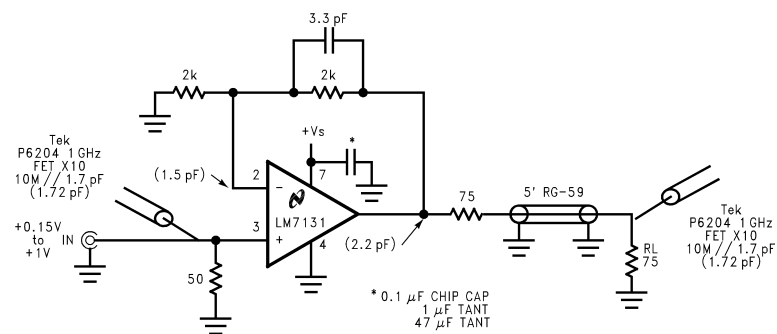 3.3 pF
2k
2k
+Vs
*
Tek
P6204 1 GHz
FET X10
10M // 1.7 pF
(1.72 pF)
(1.5 pF)
2
7
−
LM7131
3
+
4
+0.15V
to
+1V
IN
50
(2.2 pF)
75
5' RG-59
Tek
P6204 1 GHz
FET X10
10M // 1.7 pF
(1.72 pF)
RL
75
* 0.1 µF CHIP CAP
1 µF TANT
47 µF TANT